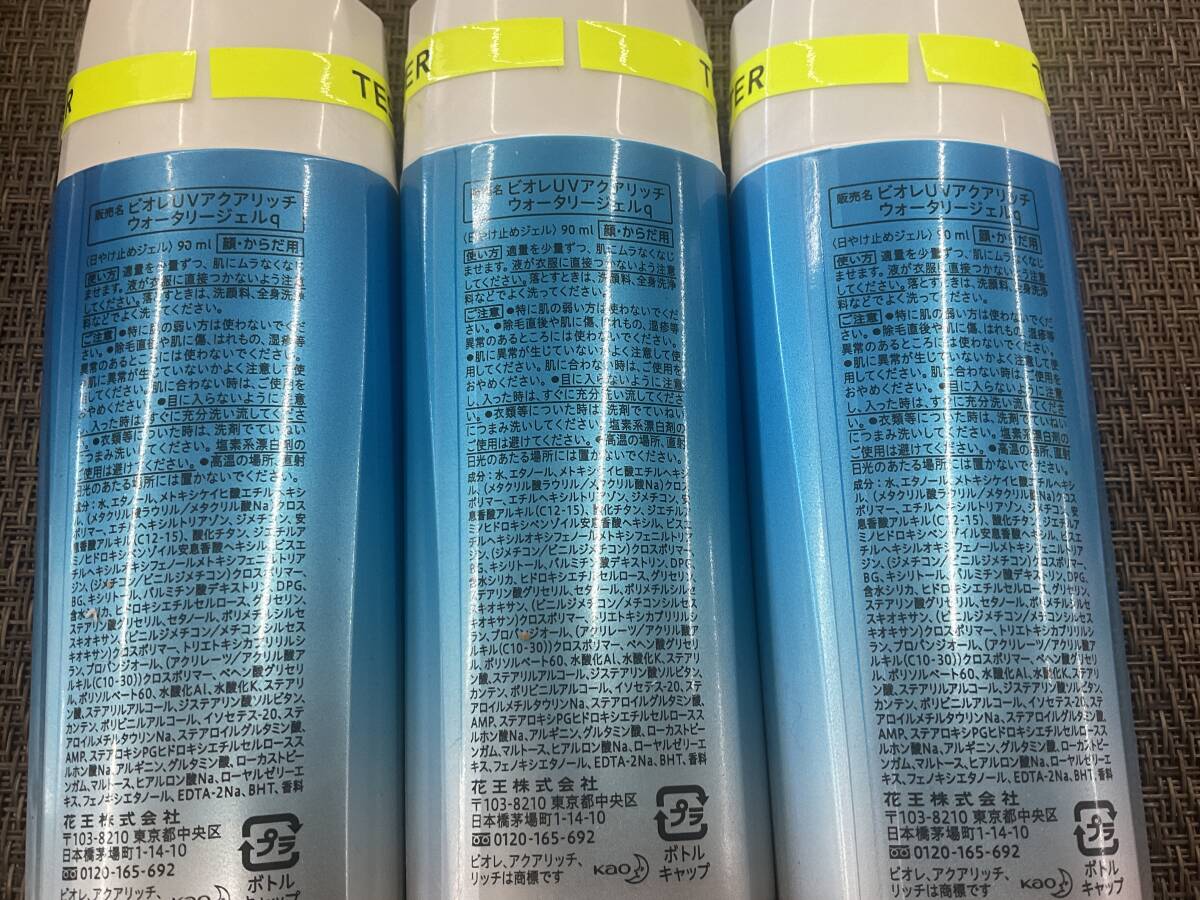 TER
TESTER
TESTER
T
販売名 ビオレUVアクアリッチ
ウォータリージェルq
〈日やけ止めジェル〉 90ml 顔・からだ用
使い方 適量を少量ずつ、肌にムラなくなじ
ませます。液が衣服に直接つかないよう注意
してください。落とすときは、洗顔料、全身洗浄
料などでよく洗ってください。
ご注意 ●特に肌の弱い方は使わないでくだ
さい。●除毛直後や肌に傷、はれもの、湿疹等
異常のあるところには使わないでください。
●肌に異常が生じていないかよく注意して使
用してください。肌に合わない時は、ご使用を
おやめください。●目に入らないように注意
し、入った時は、すぐに充分洗い流してくださ
い。●衣類等についた時は、洗剤でていねい
につまみ洗いしてください。塩素系漂白剤の
ご使用は避けてください。●高温の場所、直射
日光のあたる場所には置かないでください。
成分：水、エタノール、メトキシケイヒ酸エチルヘキシ
ル、(メタクリル酸ラウリル/メタクリル酸Na)クロス
ポリマー、エチルヘキシルトリアゾン、ジメチコン、安
息香酸アルキル(C12-15)、酸化チタン、ジエチルア
ミノヒドロキシベンゾイル安息香酸ヘキシル、ビスエ
チルヘキシルオキシフェノールメトキシフェニルトリア
ジン、(ジメチコン/ビニルジメチコン)クロスポリマー、
BG、キシリトール、パルミチン酸デキストリン、DPG、
含水シリカ、ヒドロキシエチルセルロース、グリセリン、
ステアリン酸グリセリル、セタノール、ポリメチルシルセス
キオキサン、(ビニルジメチコン/メチコンシルセス
キオキサン)クロスポリマー、トリエトキシカプリリルシ
ラン、プロパンジオール、(アクリレーツ/アクリル酸ア
ルキル(C10-30))クロスポリマー、ベヘン酸グリセリ
ル、ポリソルベート60、水酸化Al、水酸化K、ステアリ
ン酸、ステアリルアルコール、ジステアリン酸ソルビタン、
カンテン、ポリビニルアルコール、イソセテス-20、ステ
アロイルメチルタウリンNa、ステアロイルグルタミン酸、
AMP、ステアロキシPGヒドロキシエチルセルローススル
ホン酸Na、アルギニン、グルタミン酸、ローカストビー
ンガム、マルトース、ヒアルロン酸Na、ローヤルゼリーエ
キス、フェノキシエタノール、EDTA-2Na、BHT、香料
花王株式会社
〒103-8210 東京都中央区
日本橋茅場町1-14-10
0120-165-692
ビオレ、アクアリッチ、
リッチは商標です
Kao
プラ
ボトル
キャップ